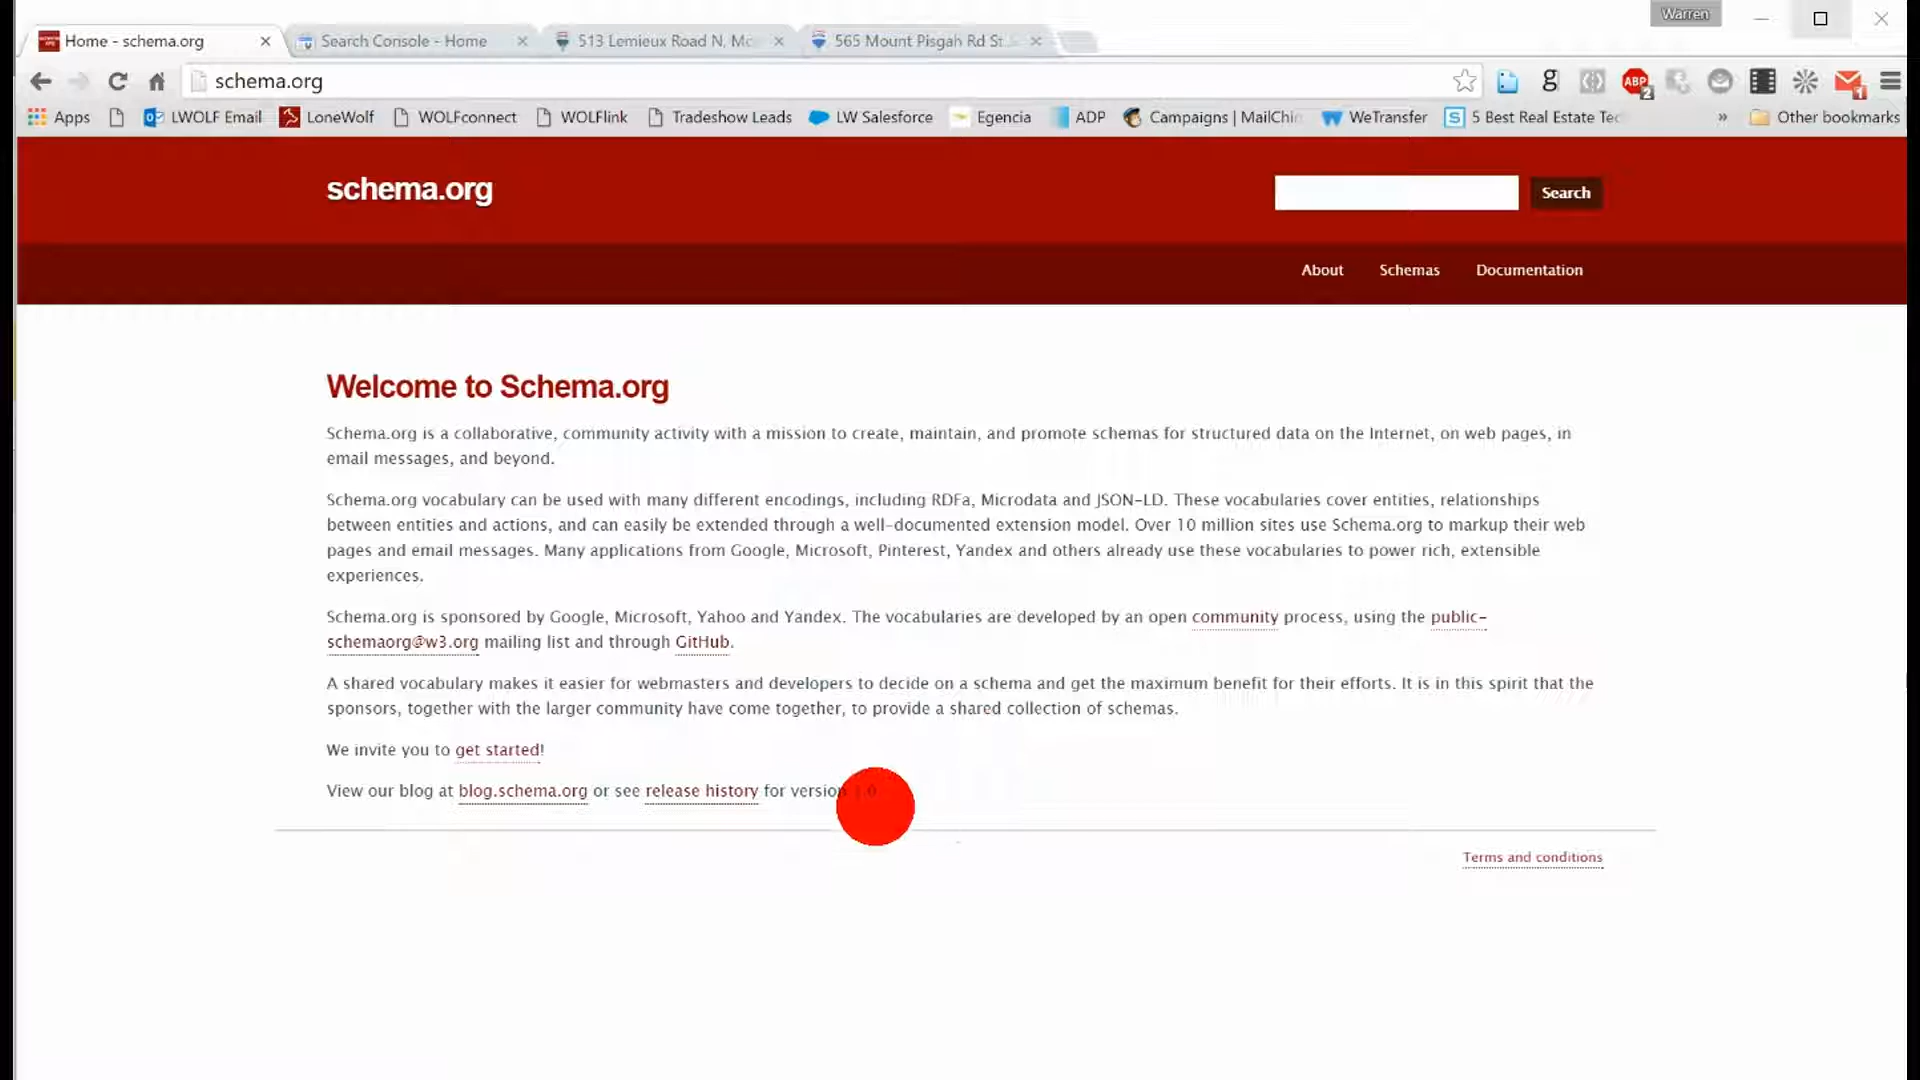 Warren
Home - schema.org
Search Console - Home
513 Lemieux Road N, Mc
565 Mount Pisgah Rd St
schema.org
ABP
2
1
Apps
LWOLF Email
LoneWolf
WOLFconnect
WOLFlink
Tradeshow Leads
LW Salesforce
Egencia
ADP
Campaigns | MailChi
WeTransfer
5 Best Real Estate Tec
»
Other bookmarks
schema.org
Search
About
Schemas
Documentation
Welcome to Schema.org
Schema.org is a collaborative, community activity with a mission to create, maintain, and promote schemas for structured data on the Internet, on web pages, in
email messages, and beyond.
Schema.org vocabulary can be used with many different encodings, including RDFa, Microdata and JSON-LD. These vocabularies cover entities, relationships
between entities and actions, and can easily be extended through a well-documented extension model. Over 10 million sites use Schema.org to markup their web
pages and email messages. Many applications from Google, Microsoft, Pinterest, Yandex and others already use these vocabularies to power rich, extensible
experiences.
Schema.org is sponsored by Google, Microsoft, Yahoo and Yandex. The vocabularies are developed by an open community process, using the public-
schemaorg@w3.org mailing list and through GitHub.
A shared vocabulary makes it easier for webmasters and developers to decide on a schema and get the maximum benefit for their efforts. It is in this spirit that the
sponsors, together with the larger community have come together, to provide a shared collection of schemas.
We invite you to get started!
View our blog at blog.schema.org or see release history for version
Terms and conditions